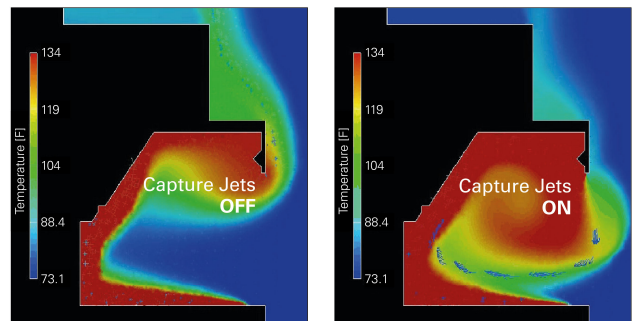 134
119
104
88.4
73.1
Temperature [F]
Capture Jets
OFF
134
119
104
88.4
73.1
Temperature [F]
Capture Jets
ON